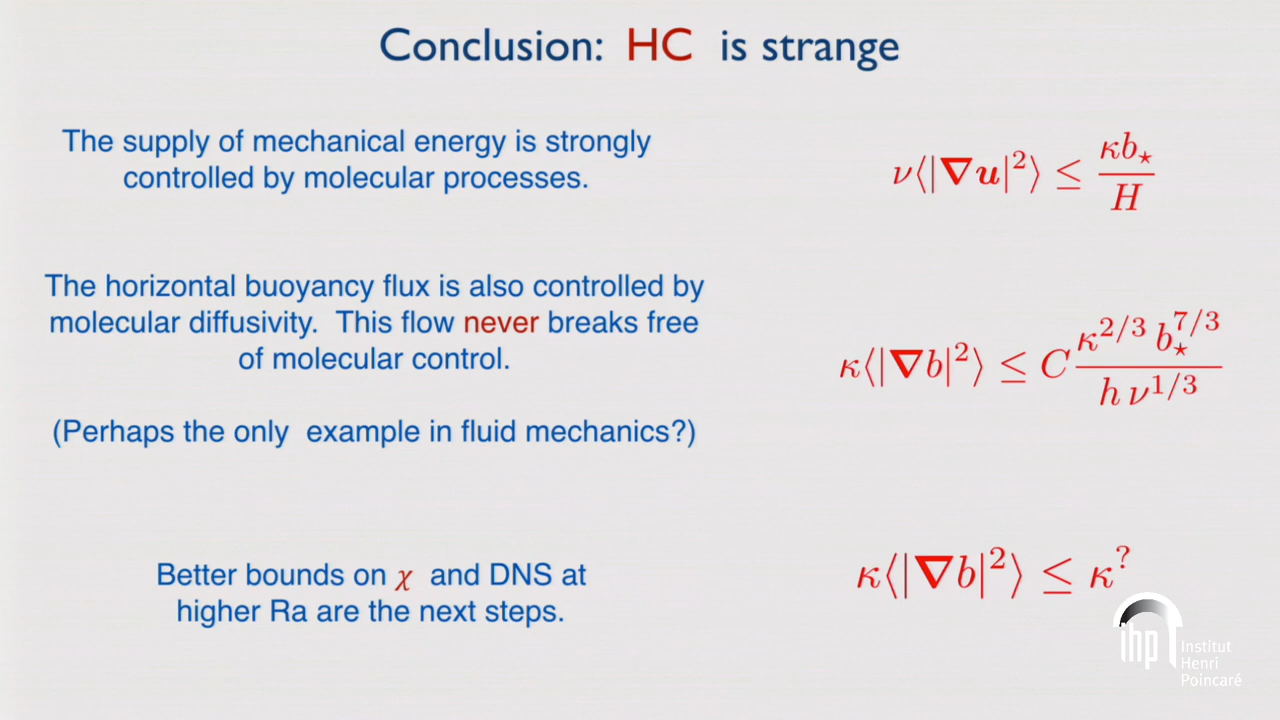 Conclusion: HC is strange
The supply of mechanical energy is strongly
controlled by molecular processes.
ν⟨|∇u|²⟩ ≤ κb⋆ / H
The horizontal buoyancy flux is also controlled by
molecular diffusivity. This flow never breaks free
of molecular control.
κ⟨|∇b|²⟩ ≤ C κ^{2/3} b⋆^{7/3} / h ν^{1/3}
(Perhaps the only example in fluid mechanics?)
Better bounds on χ and DNS at
higher Ra are the next steps.
κ⟨|∇b|²⟩ ≤ κ^?
ihp
Institut
Henri
Poincaré